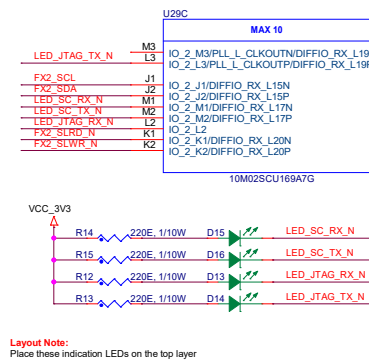 U29C
MAX 10
M3 IO_2_M3/PLL_L_CLKOUTN/DIFFIO_RX_L19
LED_JTAG_TX_N L3 IO_2_L3/PLL_L_CLKOUTP/DIFFIO_RX_L19
FX2_SCL J1 IO_2_J1/DIFFIO_RX_L15N
FX2_SDA J2 IO_2_J2/DIFFIO_RX_L15P
LED_SC_RX_N M1 IO_2_M1/DIFFIO_RX_L17N
LED_SC_TX_N M2 IO_2_M2/DIFFIO_RX_L17P
LED_JTAG_RX_N L2 IO_2_L2
FX2_SLRD_N K1 IO_2_K1/DIFFIO_RX_L20N
FX2_SLWR_N K2 IO_2_K2/DIFFIO_RX_L20P
10M02SCU169A7G
VCC_3V3
R14 220E, 1/10W D15 LED_SC_RX_N
R15 220E, 1/10W D16 LED_SC_TX_N
R12 220E, 1/10W D13 LED_JTAG_RX_N
R13 220E, 1/10W D14 LED_JTAG_TX_N
Layout Note:
Place these indication LEDs on the top layer